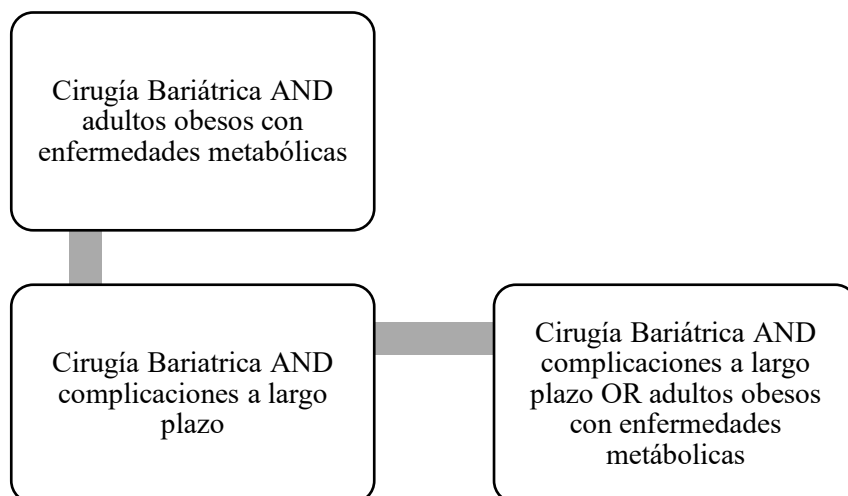 Cirugía Bariátrica AND
adultos obesos con
enfermedades metabólicas
Cirugía Bariatrica AND
complicaciones a largo
plazo
Cirugía Bariátrica AND
complicaciones a largo
plazo OR adultos obesos
con enfermedades
metábolicas